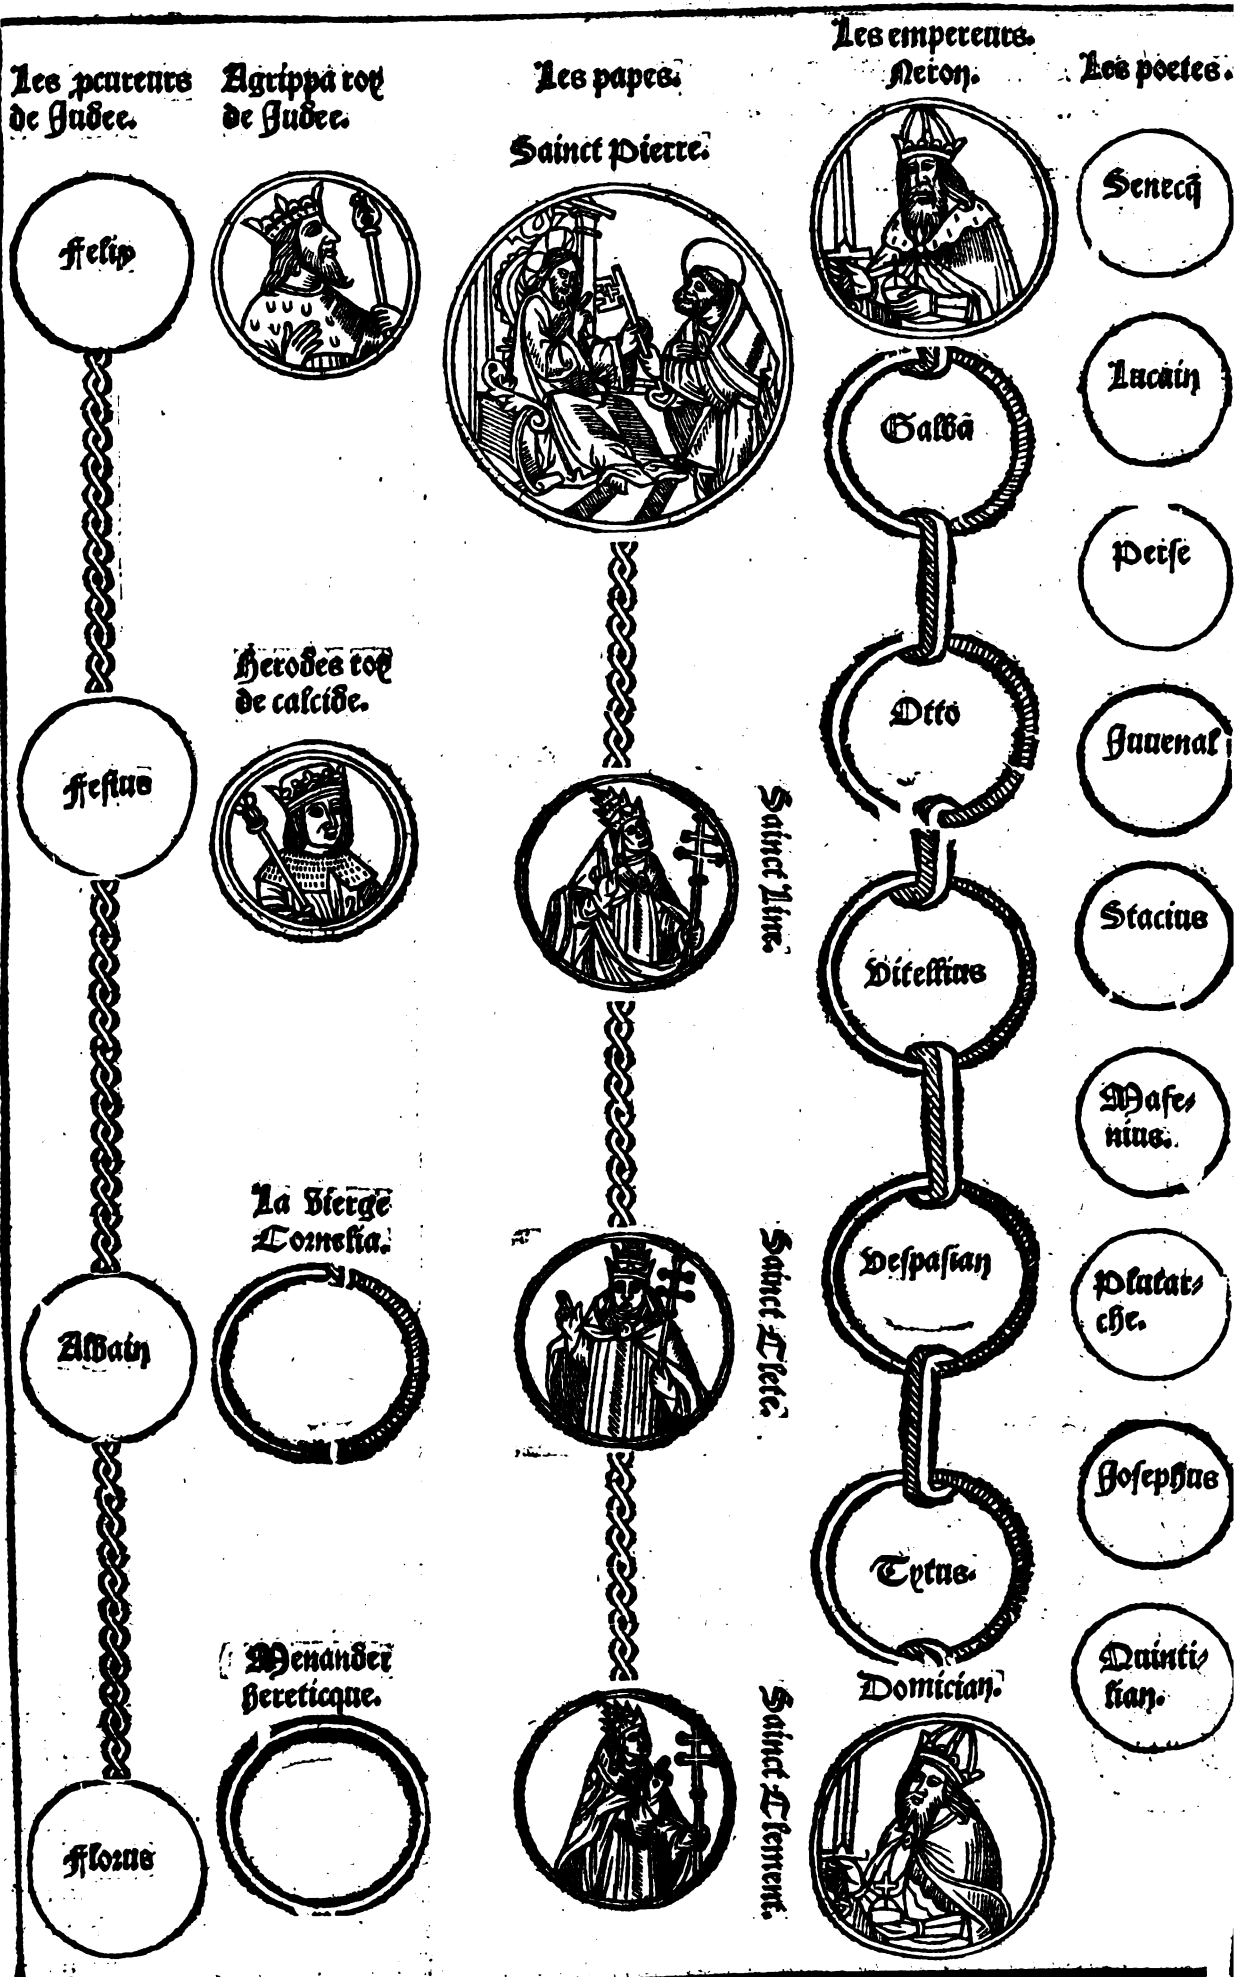 Les pcureurs
de Judee.
Felix
Festus
Albain
Florus
Agrippa roy
de Judee.
Herodes roy
de calcide.
La vierge
Cornelia.
Menander
hereticque.
Les papes.
Sainct Pierre.
Sainct Line.
Sainct Clete.
Sainct Clement.
Les empereurs.
Neron.
Galbã
Otto
Vitellius
Vespasian
Tytus.
Domician.
Les poetes.
Senecq̃
Lucain
Perse
Juuenal
Stacius
Mase⸗
nius.
Plutar⸗
che.
Josephus
Quinti⸗
lian.